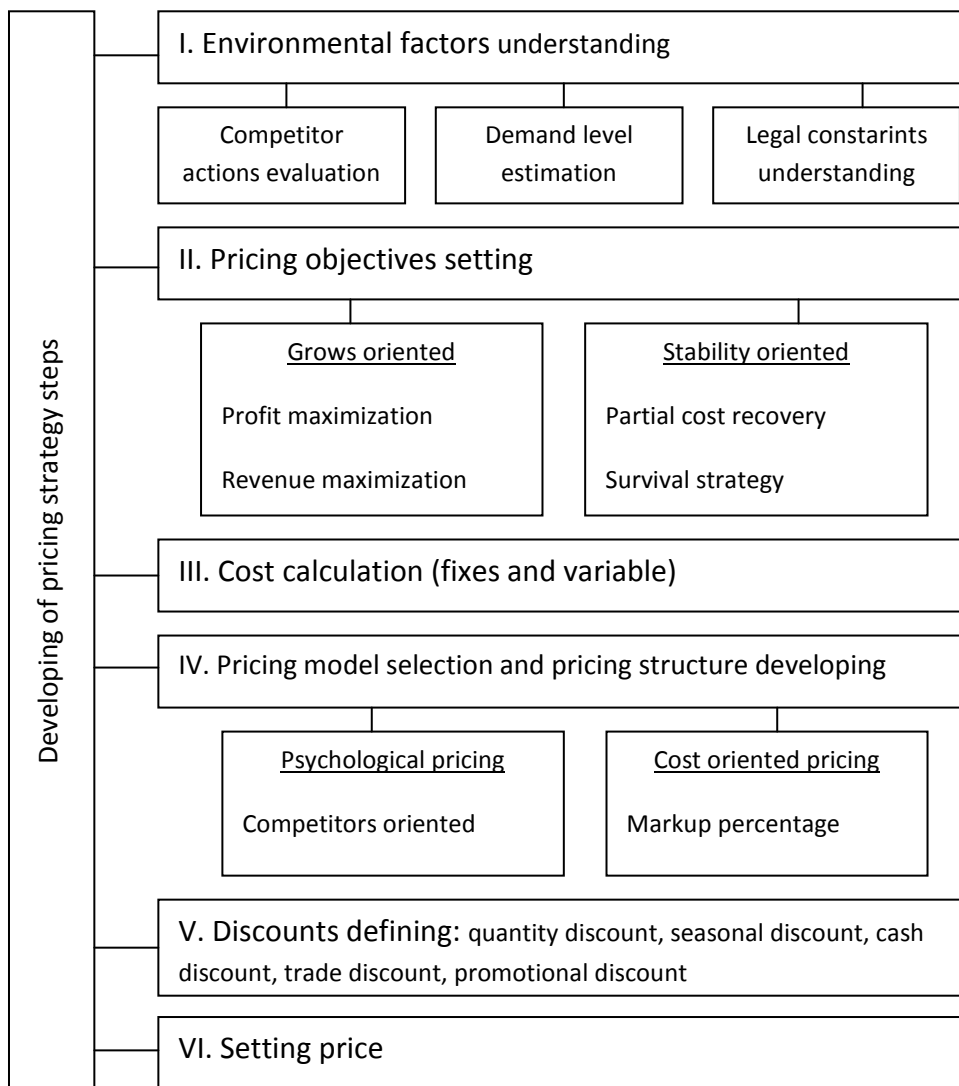 Developing of pricing strategy steps
I. Environmental factors understanding
Competitor
actions evaluation
Demand level
estimation
Legal constarints
understanding
II. Pricing objectives setting
Grows oriented
Profit maximization
Revenue maximization
Stability oriented
Partial cost recovery
Survival strategy
III. Cost calculation (fixes and variable)
IV. Pricing model selection and pricing structure developing
Psychological pricing
Competitors oriented
Cost oriented pricing
Markup percentage
V. Discounts defining: quantity discount, seasonal discount, cash
discount, trade discount, promotional discount
VI. Setting price